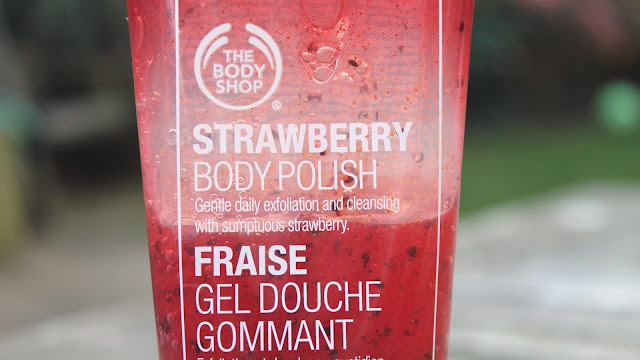 THE
BODY
SHOP
®
STRAWBERRY
BODY POLISH
Gentle daily exfoliation and cleansing
with sumptuous strawberry.
FRAISE
GEL DOUCHE
GOMMANT